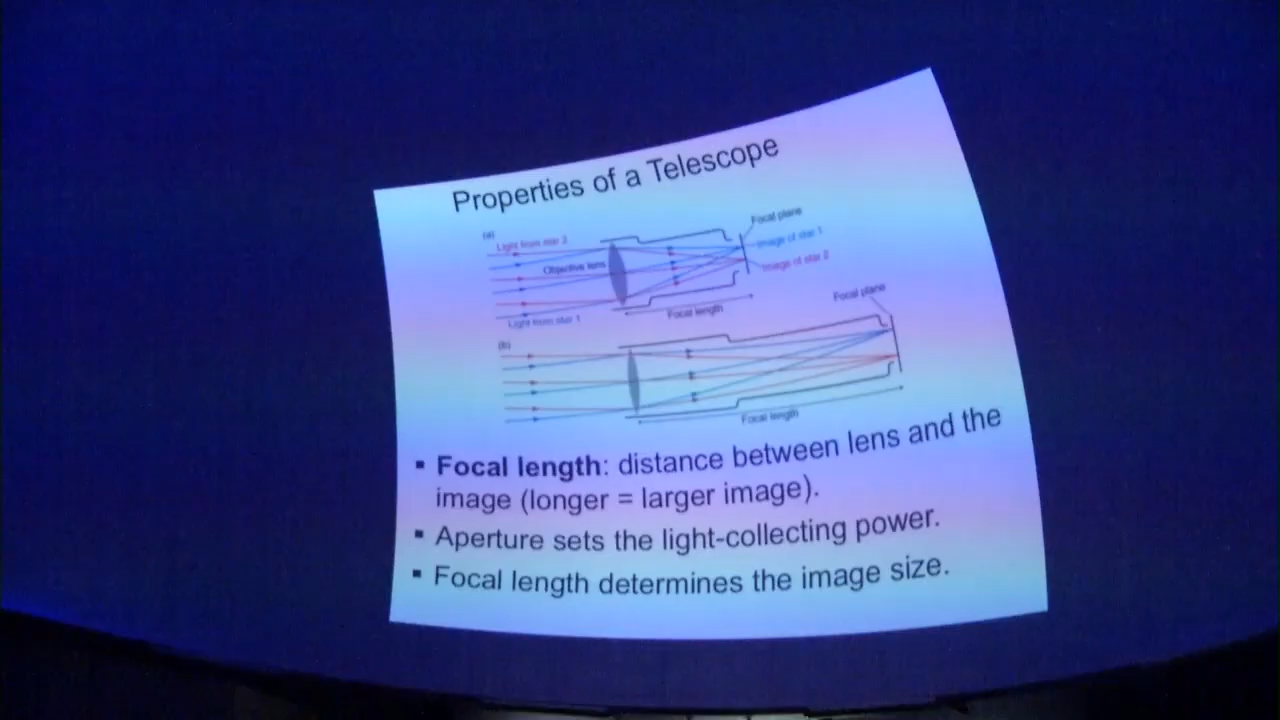 Properties of a Telescope
(a)
Light from star 2
Objective lens
Light from star 1
Focal plane
Image of star 1
Image of star 2
Focal length
(b)
Focal plane
Focal length
▪ Focal length: distance between lens and the
image (longer = larger image).
▪ Aperture sets the light-collecting power.
▪ Focal length determines the image size.